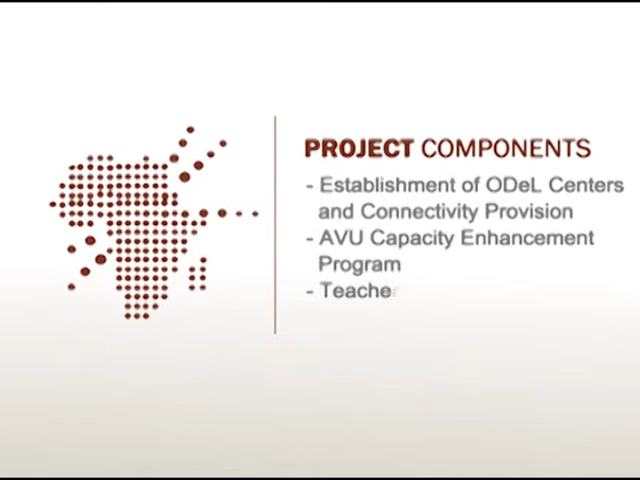 PROJECT COMPONENTS
- Establishment of ODeL Centers
and Connectivity Provision
- AVU Capacity Enhancement
Program
- Teache